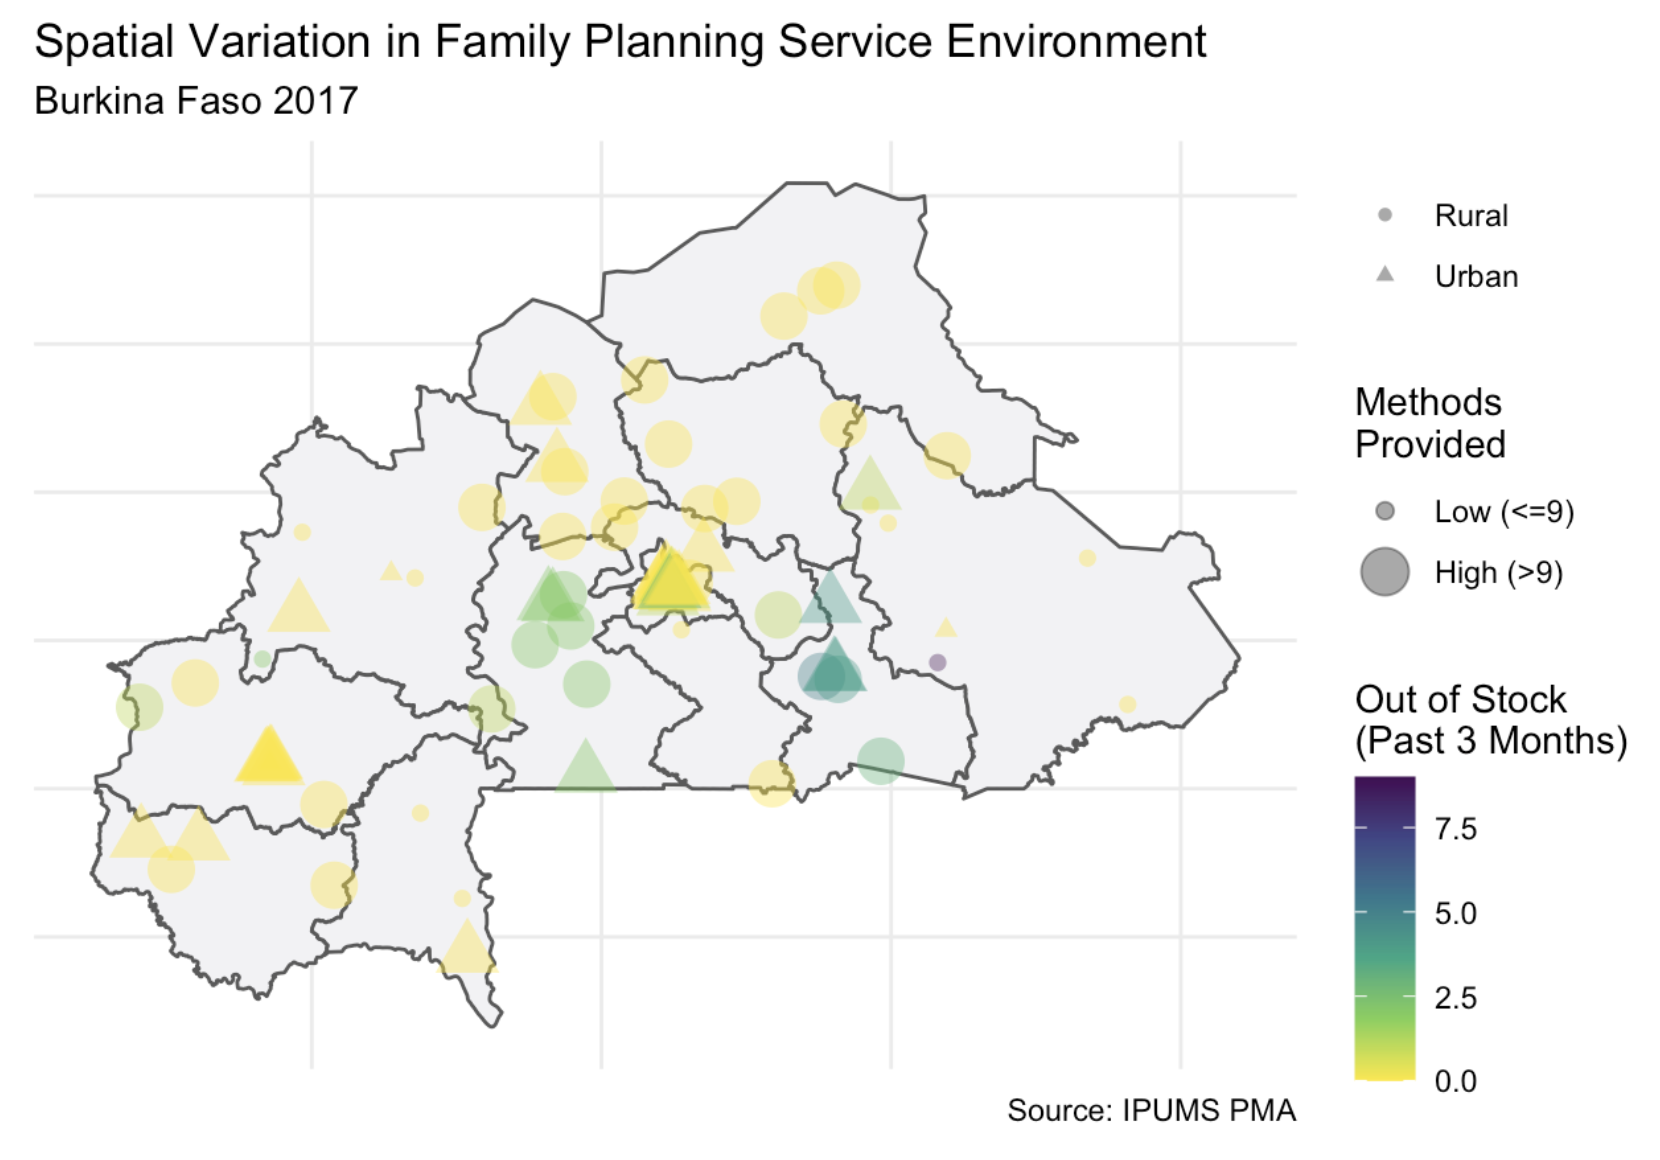 Spatial Variation in Family Planning Service Environment
Burkina Faso 2017
Rural
Urban
Methods
Provided
Low (<=9)
High (>9)
Out of Stock
(Past 3 Months)
7.5
5.0
2.5
0.0
Source: IPUMS PMA